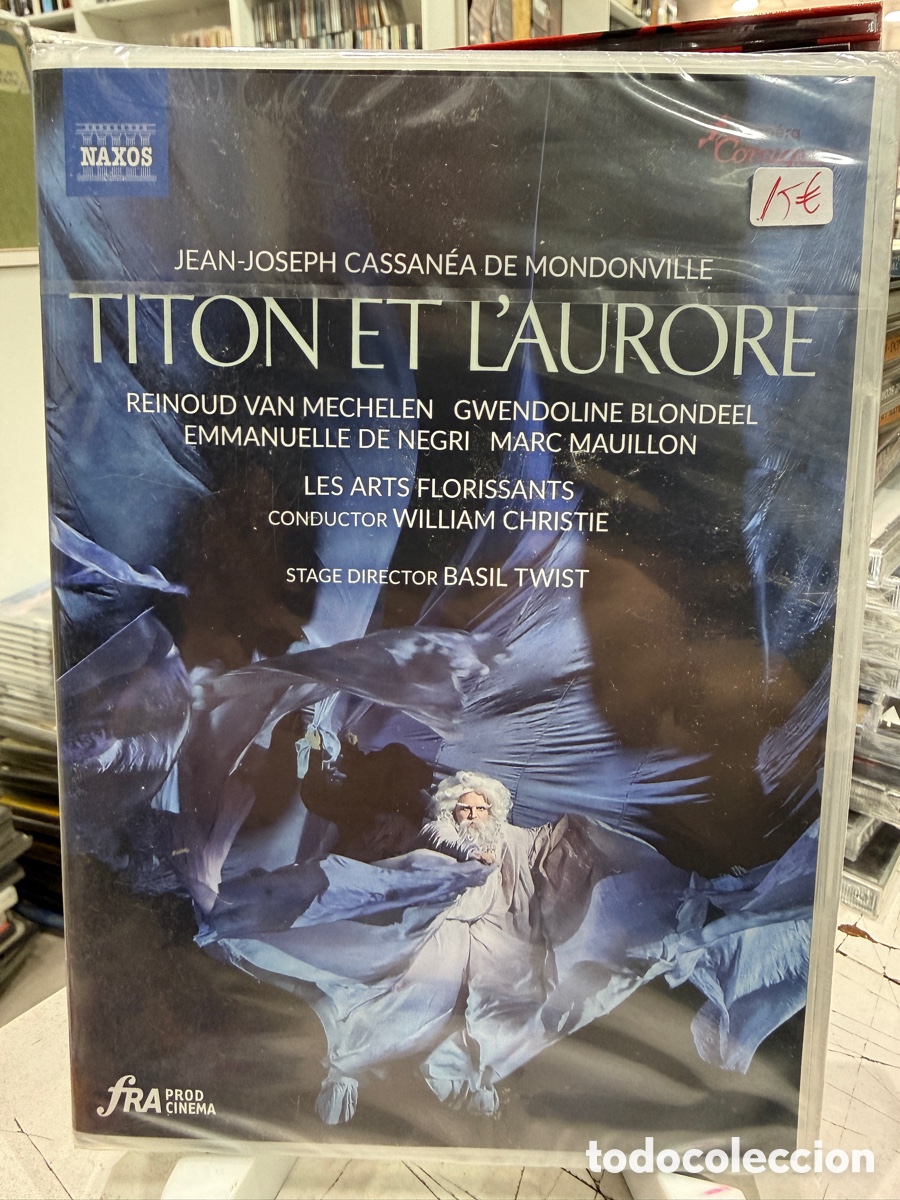 NAXOS
15€
JEAN-JOSEPH CASSANÉA DE MONDONVILLE
TITON ET L'AURORE
REINOUD VAN MECHELEN GWENDOLINE BLONDEEL
EMMANUELLE DE NEGRI MARC MAUILLON
LES ARTS FLORISSANTS
CONDUCTOR WILLIAM CHRISTIE
STAGE DIRECTOR BASIL TWIST
fRA PROD
CINEMA
todocoleccion